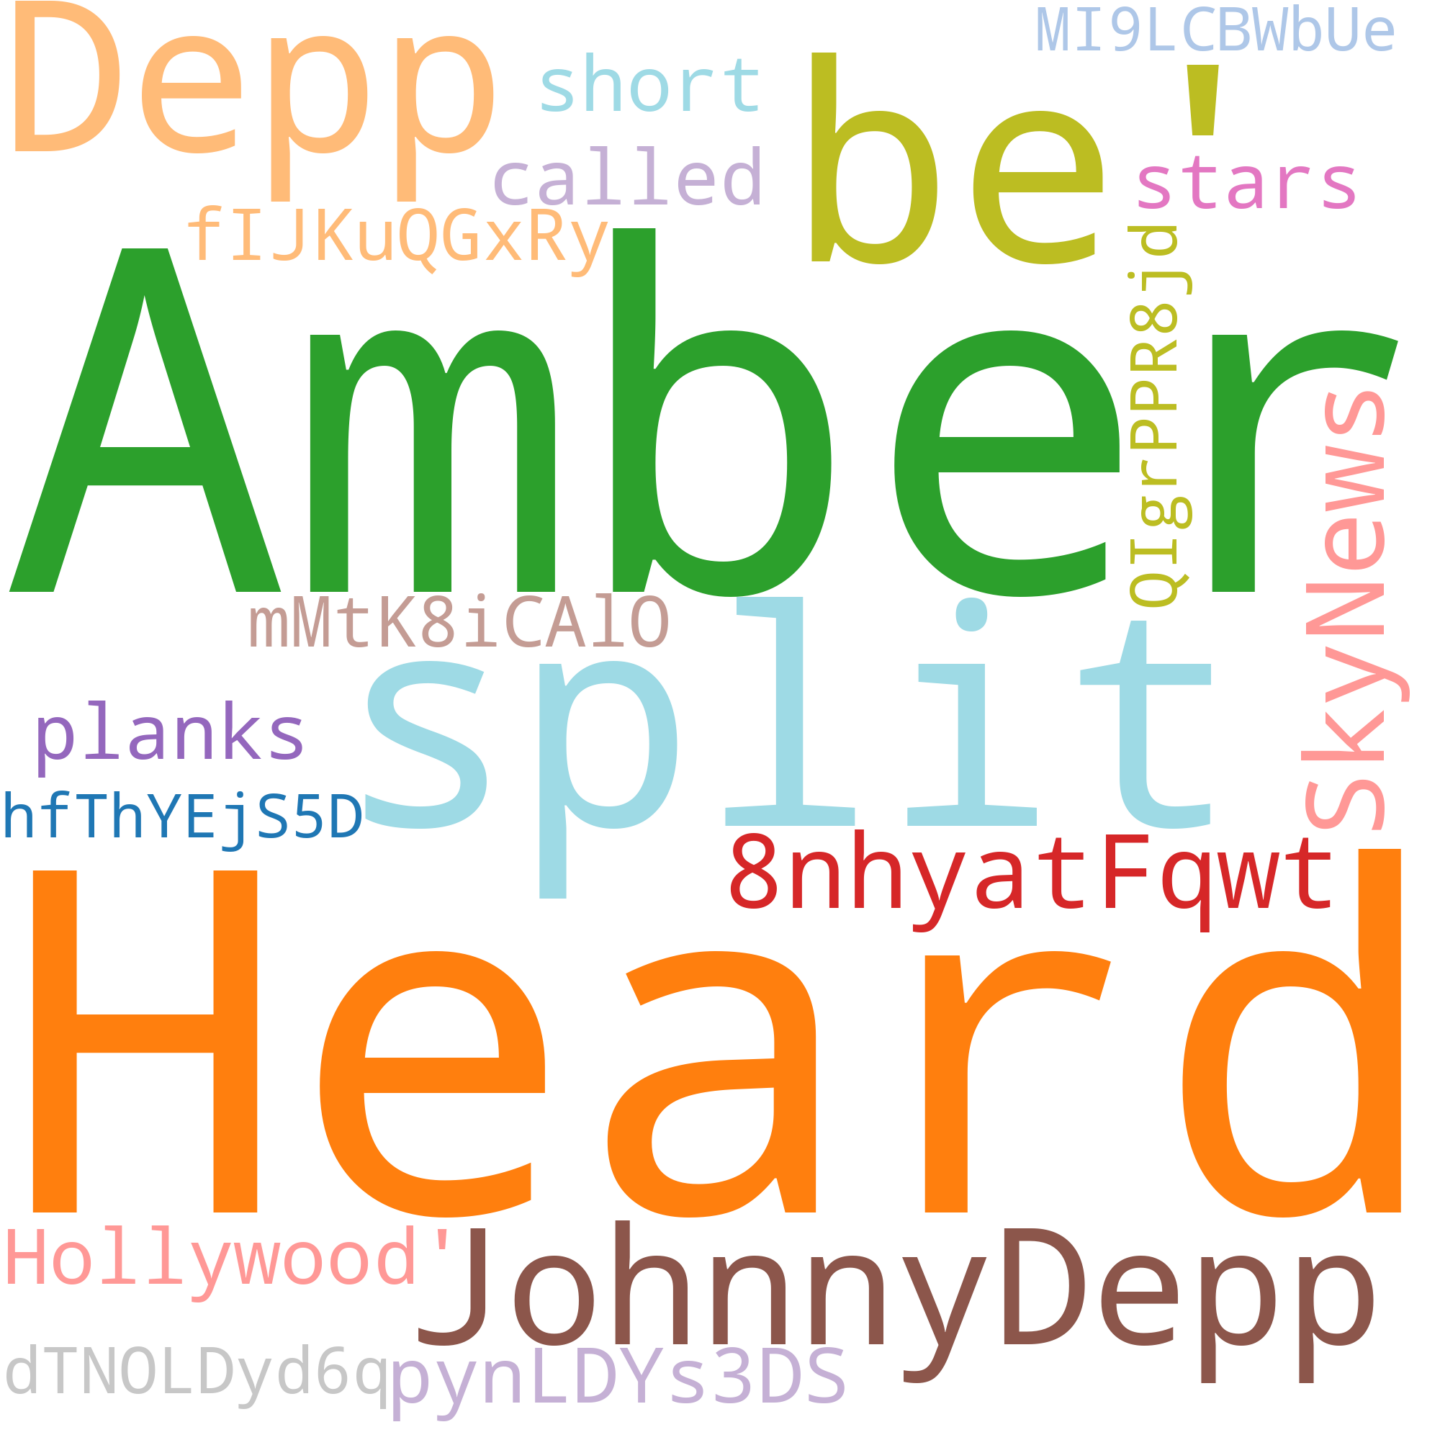 Depp
short
MI9LCBWbUe
called
be'
stars
fIJKuQGxRy
Amber
QIgrPPR8jd
SkyNews
mMtK8iCAlO
split
planks
hfThYEjS5D
8nhyatFqwt
Heard
Hollywood'
JohnnyDepp
dTNOLDyd6q
pynLDYs3DS